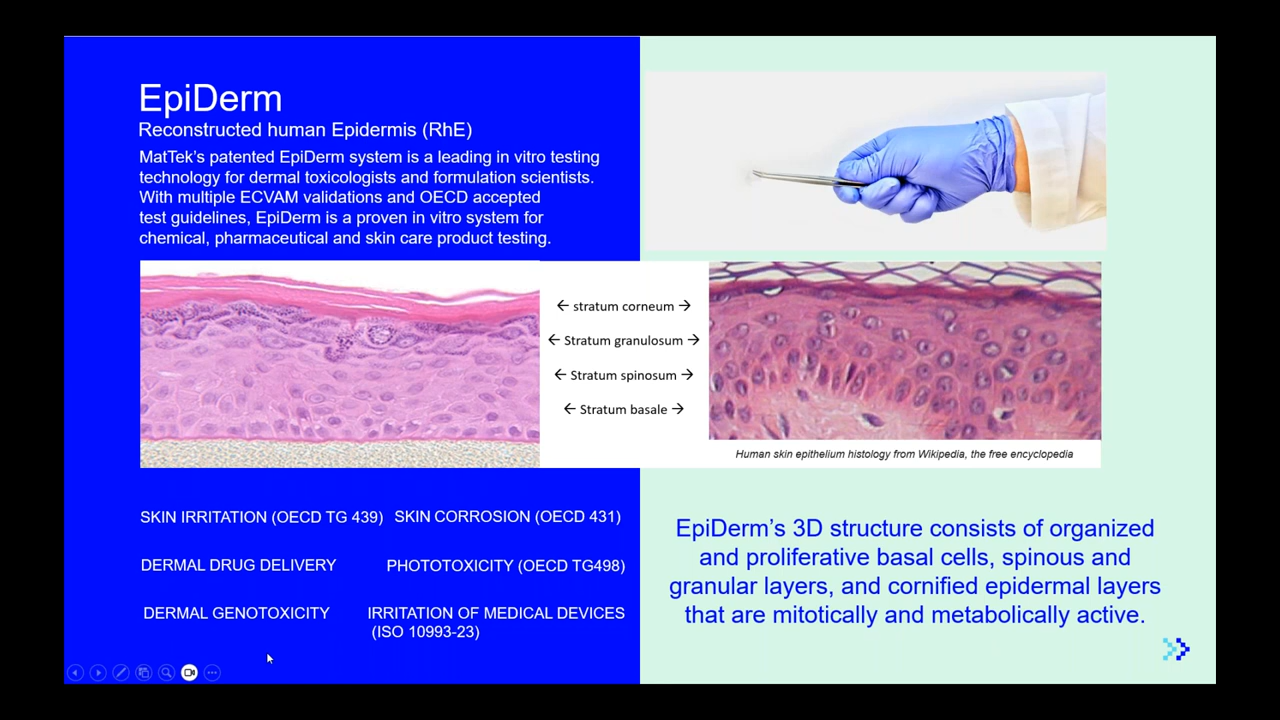 EpiDerm
Reconstructed human Epidermis (RhE)
MatTek's patented EpiDerm system is a leading in vitro testing
technology for dermal toxicologists and formulation scientists.
With multiple ECVAM validations and OECD accepted
test guidelines, EpiDerm is a proven in vitro system for
chemical, pharmaceutical and skin care product testing.
← stratum corneum →
← Stratum granulosum →
← Stratum spinosum →
← Stratum basale →
Human skin epithelium histology from Wikipedia, the free encyclopedia
SKIN IRRITATION (OECD TG 439) SKIN CORROSION (OECD 431)
DERMAL DRUG DELIVERY PHOTOTOXICITY (OECD TG498)
DERMAL GENOTOXICITY IRRITATION OF MEDICAL DEVICES
(ISO 10993-23)
EpiDerm's 3D structure consists of organized
and proliferative basal cells, spinous and
granular layers, and cornified epidermal layers
that are mitotically and metabolically active.